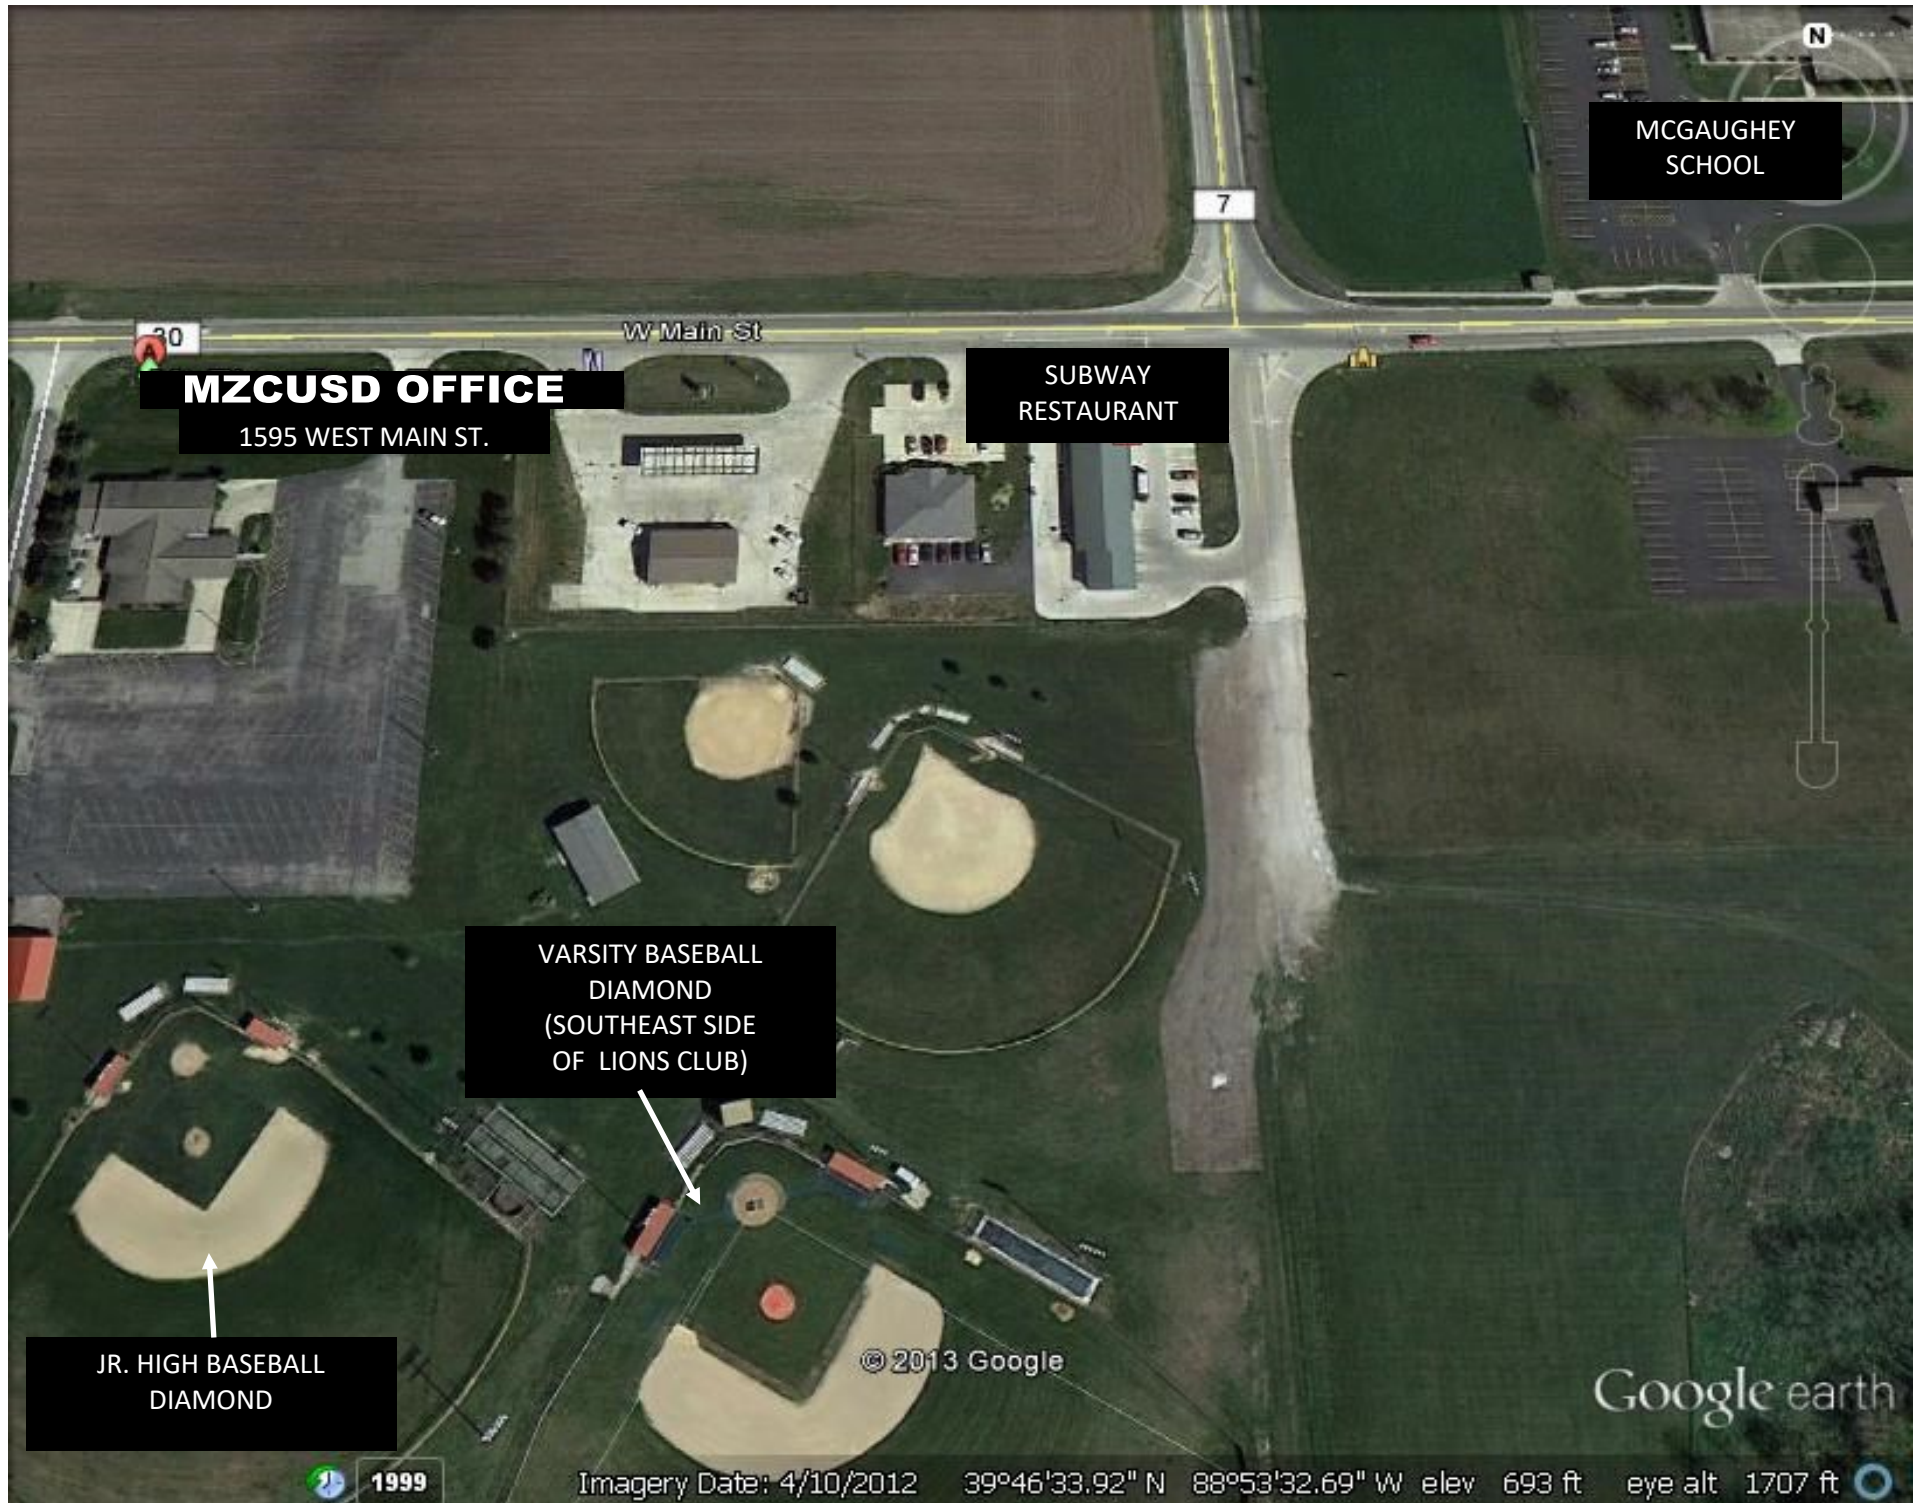 N
MCGAUGHEY
SCHOOL
7
W Main St
A
MZCUSD OFFICE
1595 WEST MAIN ST.
SUBWAY
RESTAURANT
VARSITY BASEBALL
DIAMOND
(SOUTHEAST SIDE
OF LIONS CLUB)
JR. HIGH BASEBALL
DIAMOND
© 2013 Google
Google earth
1999
Imagery Date: 4/10/2012 39°46'33.92" N 88°53'32.69" W elev 693 ft eye alt 1707 ft